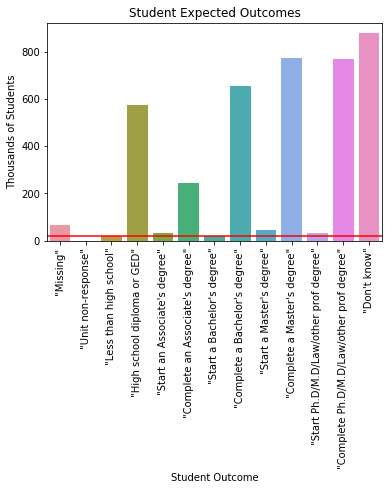 Student Expected Outcomes
Thousands of Students
800
600
400
200
0
"Missing"
"Unit non-response"
"Less than high school"
"High school diploma or GED"
"Start an Associate's degree"
"Complete an Associate's degree"
"Start a Bachelor's degree"
"Complete a Bachelor's degree"
"Start a Master's degree"
"Complete a Master's degree"
"Start Ph.D/M.D/Law/other prof degree"
"Complete Ph.D/M.D/Law/other prof degree"
"Don't know"
Student Outcome